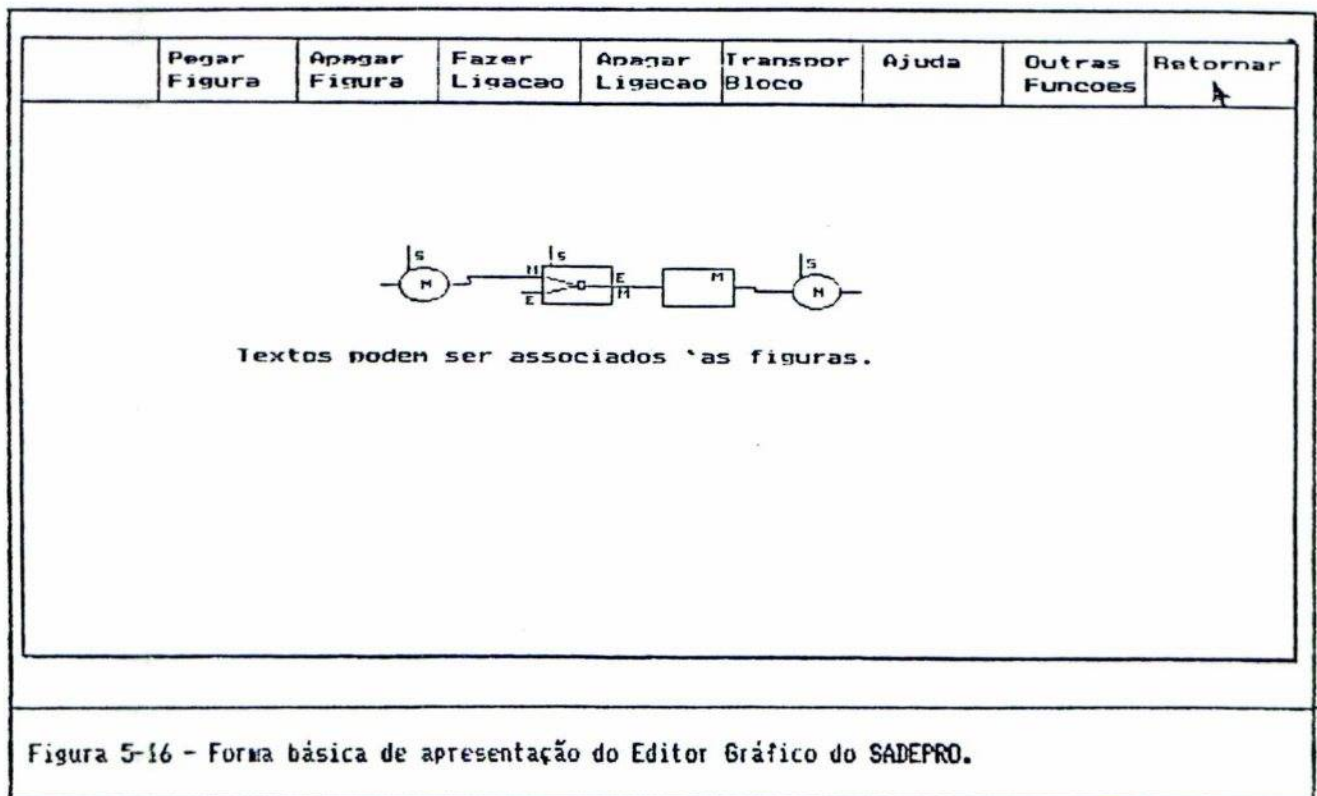 Pegar Figura
Apagar Figura
Fazer Ligacao
Apagar Ligacao
Transpor Bloco
Ajuda
Outras Funcoes
Retornar
S
M
M
S
E
E
M
M
S
M
Textos podem ser associados `as figuras.
Figura 5-16 - Forma básica de apresentação do Editor Gráfico do SADEPRO.